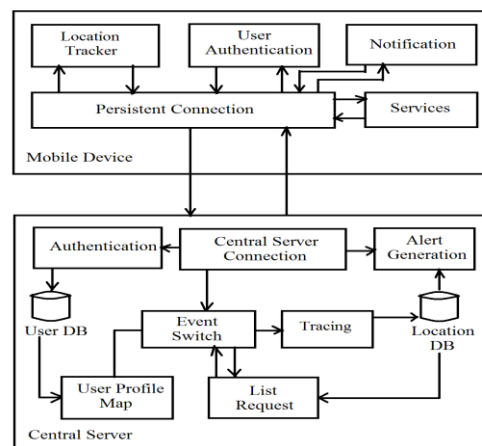 Location
Tracker
User
Authentication
Notification
Persistent Connection
Services
Mobile Device
Authentication
Central Server
Connection
Alert
Generation
User DB
Event
Switch
Tracing
Location
DB
User Profile
Map
List
Request
Central Server